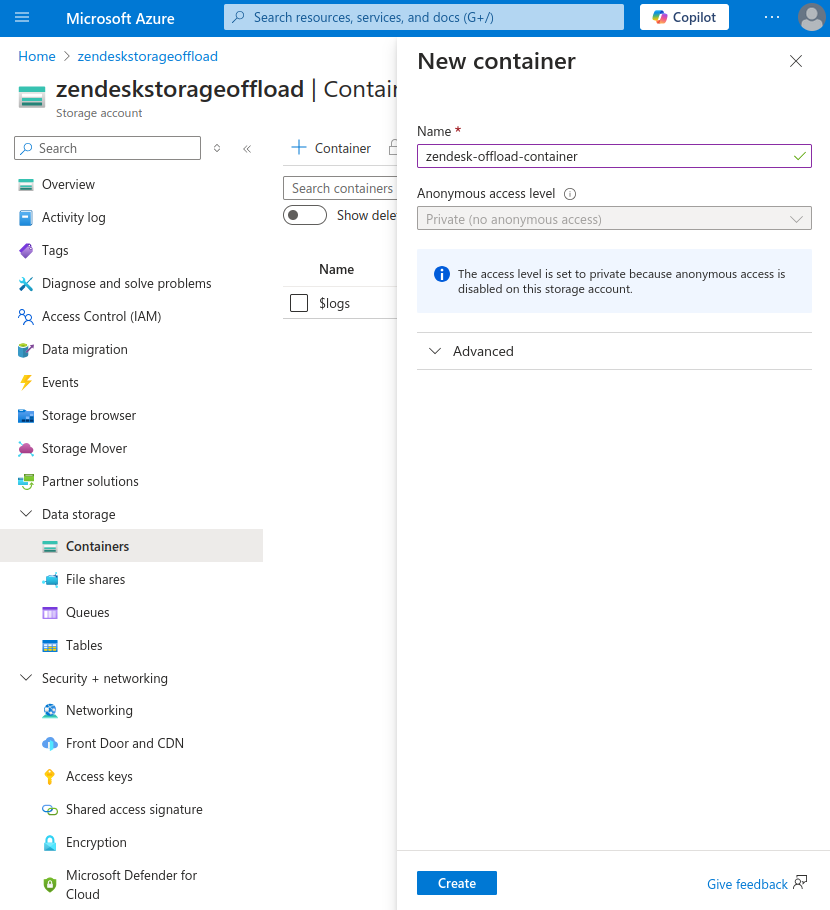 Microsoft Azure
Search resources, services, and docs (G+/)
Copilot
Home > zendeskstorageoffload
zendeskstorageoffload | Contai
Storage account
Search
Overview
Activity log
Tags
Diagnose and solve problems
Access Control (IAM)
Data migration
Events
Storage browser
Storage Mover
Partner solutions
Data storage
Containers
File shares
Queues
Tables
Security + networking
Networking
Front Door and CDN
Access keys
Shared access signature
Encryption
Microsoft Defender for
Cloud
+ Container
Search containers
Show dele
Name
$logs
New container
Name *
zendesk-offload-container
Anonymous access level
Private (no anonymous access)
The access level is set to private because anonymous access is
disabled on this storage account.
Advanced
Create
Give feedback